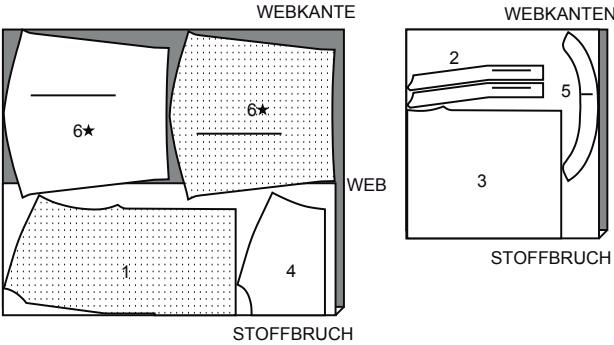 WEBKANTE
6★
6★
WEB
1
4
STOFFBRUCH
WEBKANTEN
2
5
3
STOFFBRUCH